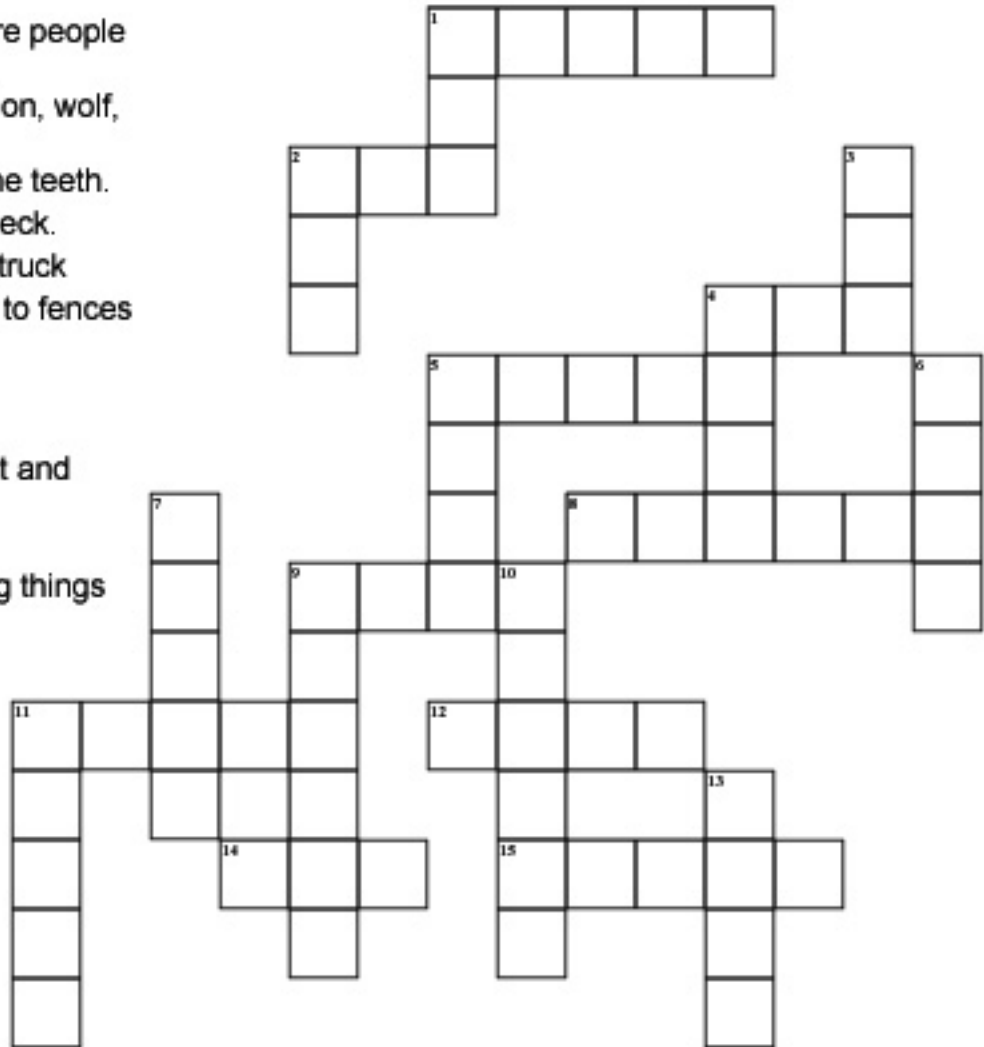 re people
on, wolf,
ne teeth.
eck.
truck
to fences
t and
g things
1
2
3
4
5
6
7
8
9
10
11
12
13
14
15